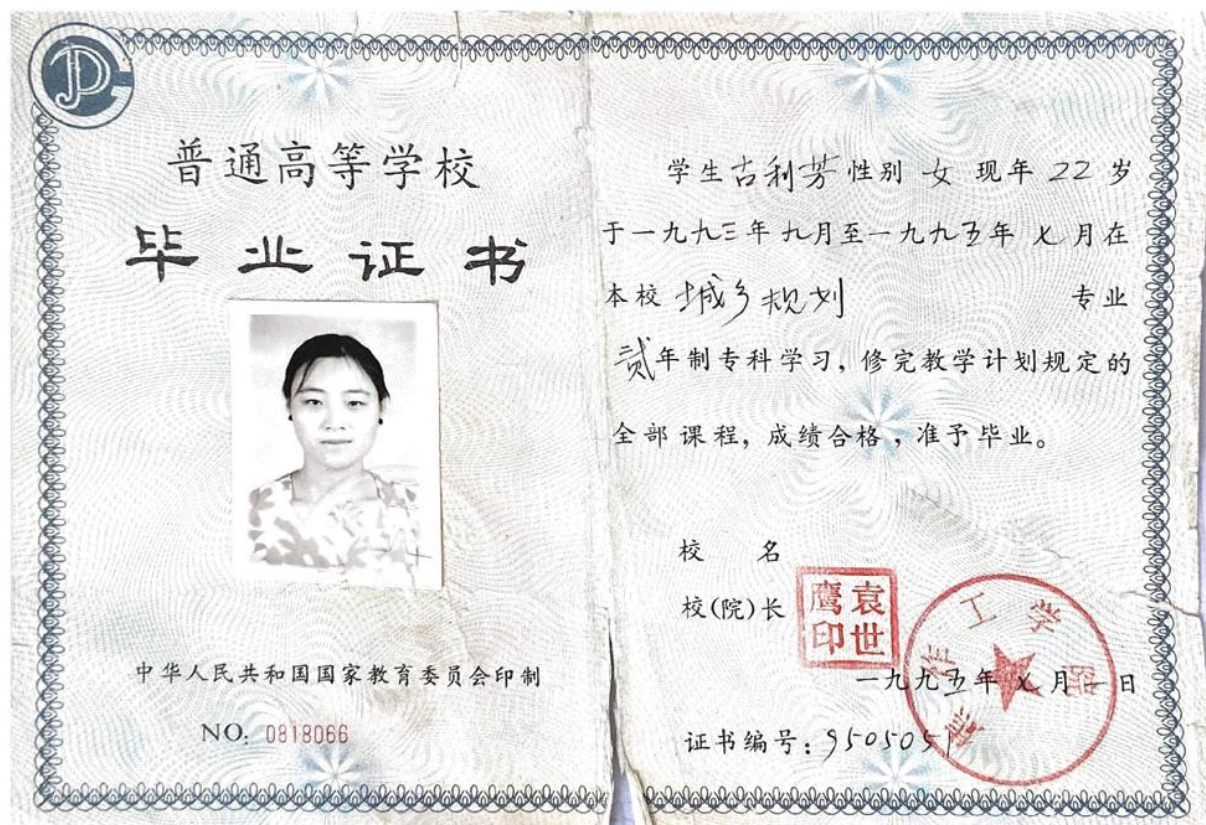 普通高等学校
毕业证书
中华人民共和国国家教育委员会印制
NO: 0818066
学生古利芳性别 女 现年 22 岁
于一九九三年九月至一九九五年 七月在
本校 城乡规划 专业
贰年制专科学习, 修完教学计划规定的
全部课程, 成绩合格, 准予毕业。
校 名
校(院)长
袁世鹰印
焦作工学院
一九九五年七月一日
证书编号: 9505051